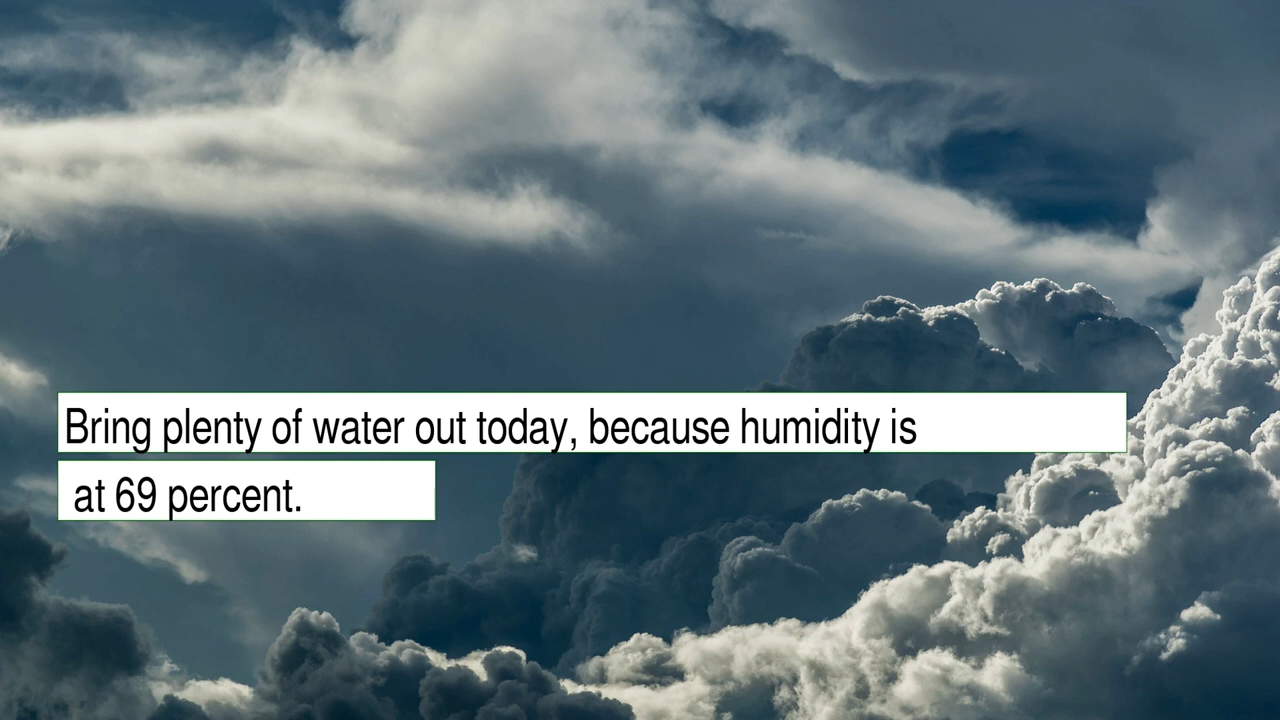 Bring plenty of water out today, because humidity is
at 69 percent.